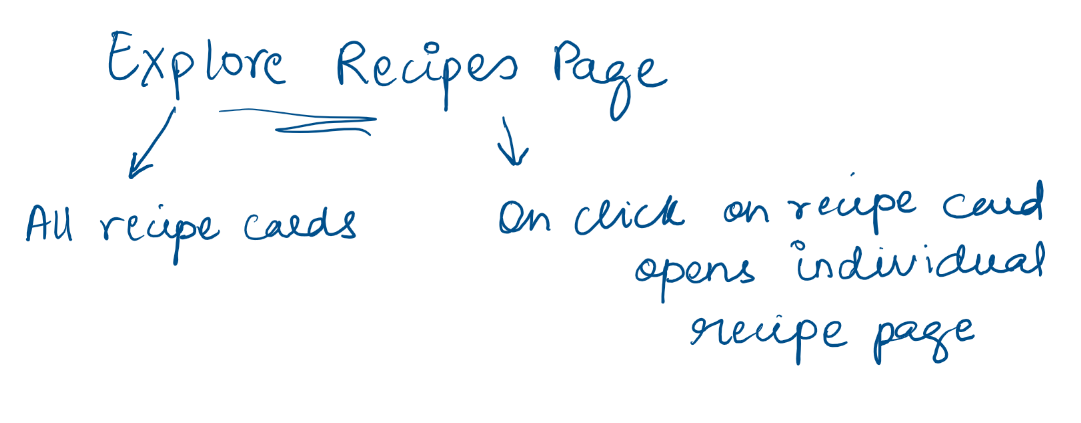 Explore Recipes Page
All recipe cards
On click on recipe card
opens individual
recipe page